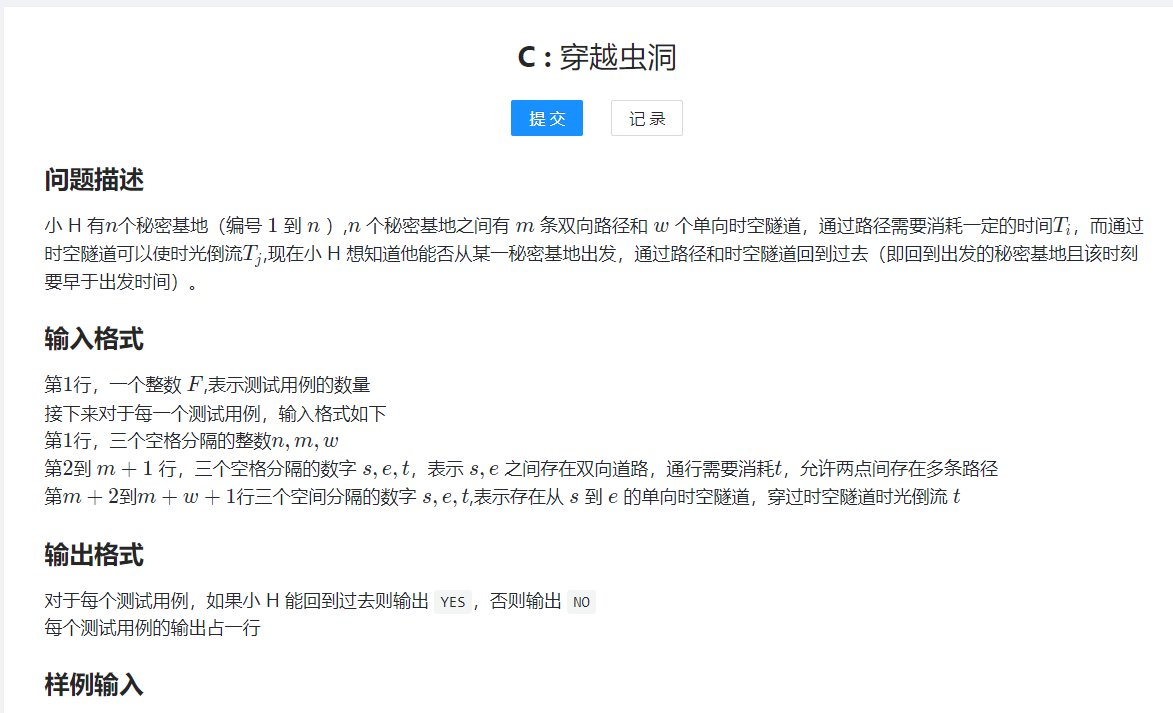 C : 穿越虫洞
提 交 记 录
问题描述
小 H 有n个秘密基地（编号 1 到 n ）,n 个秘密基地之间有 m 条双向路径和 w 个单向时空隧道，通过路径需要消耗一定的时间T_i，而通过
时空隧道可以使时光倒流T_j,现在小 H 想知道他能否从某一秘密基地出发，通过路径和时空隧道回到过去（即回到出发的秘密基地且该时刻
要早于出发时间）。
输入格式
第1行，一个整数 F,表示测试用例的数量
接下来对于每一个测试用例，输入格式如下
第1行，三个空格分隔的整数n, m, w
第2到 m + 1 行，三个空格分隔的数字 s, e, t，表示 s, e 之间存在双向道路，通行需要消耗t，允许两点间存在多条路径
第m + 2到m + w + 1行三个空间分隔的数字 s, e, t,表示存在从 s 到 e 的单向时空隧道，穿过时空隧道时光倒流 t
输出格式
对于每个测试用例，如果小 H 能回到过去则输出 YES ，否则输出 NO
每个测试用例的输出占一行
样例输入